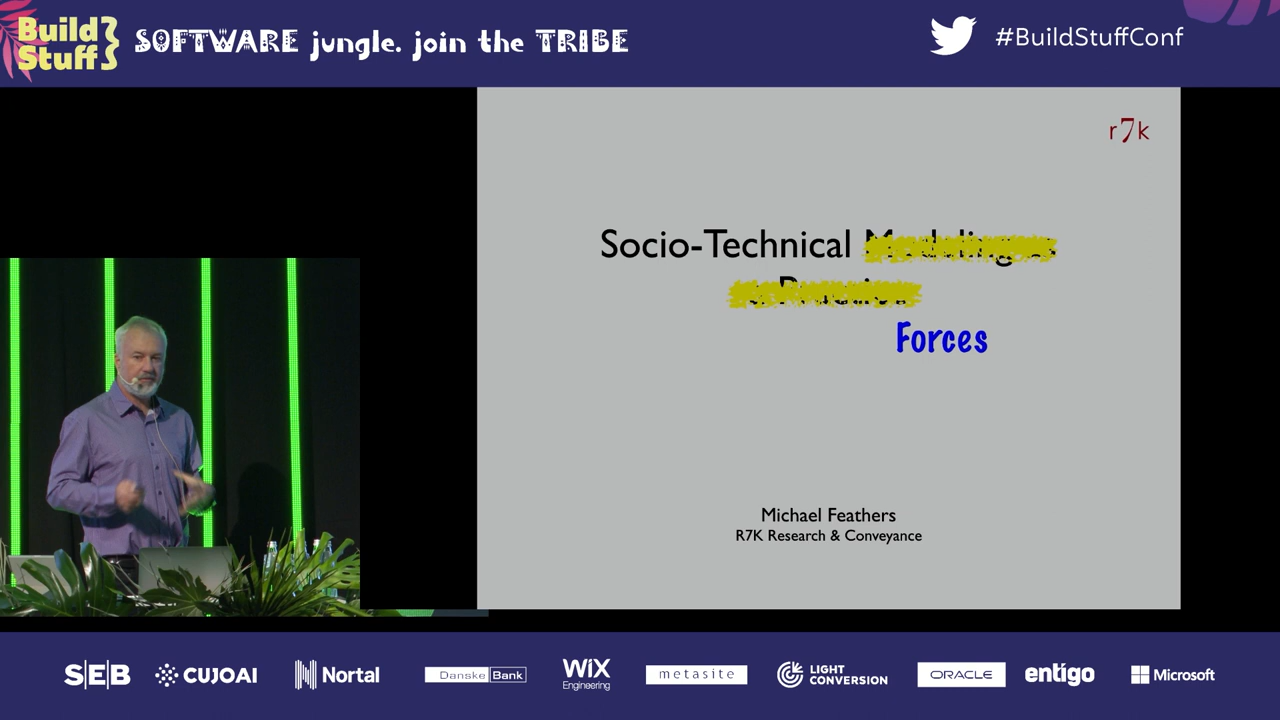 Build
Stuff
SOFTWARE jungle. join the TRIBE
#BuildStuffConf
r7k
Socio-Technical
Forces
Michael Feathers
R7K Research & Conveyance
SEB
CUJOAI
Nortal
Danske Bank
WiX
Engineering
metasite
LIGHT
CONVERSION
ORACLE
entigo
Microsoft